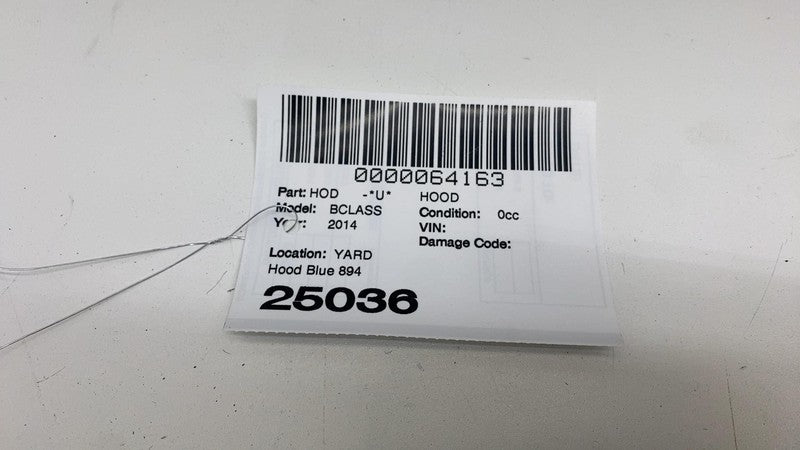 0000064163
Part: HOD -*U* HOOD
Model: BCLASS Condition: 0cc
Year: 2014 VIN:
Damage Code:
Location: YARD
Hood Blue 894
25036